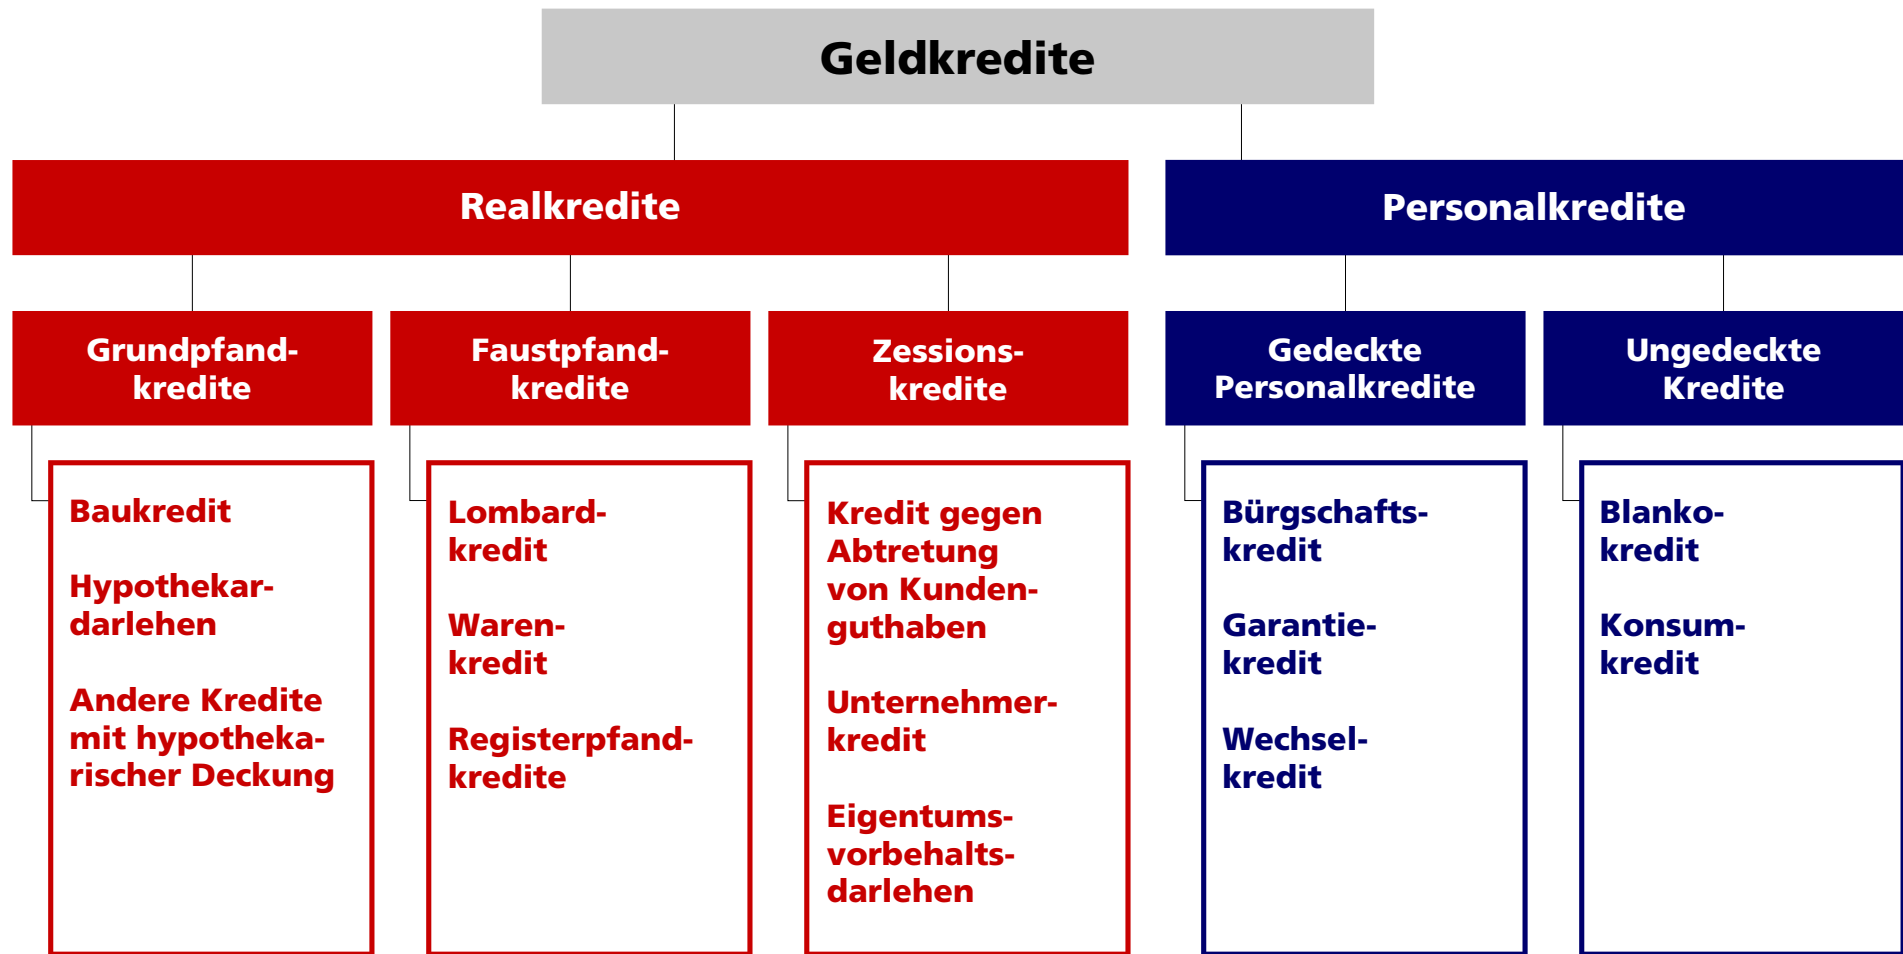 Geldkredite
Realkredite
Personalkredite
Grundpfand-
kredite
Faustpfand-
kredite
Zessions-
kredite
Gedeckte
Personalkredite
Ungedeckte
Kredite
Baukredit
Hypothekar-
darlehen
Andere Kredite
mit hypotheka-
rischer Deckung
Lombard-
kredit
Waren-
kredit
Registerpfand-
kredite
Kredit gegen
Abtretung
von Kunden-
guthaben
Unternehmer-
kredit
Eigentums-
vorbehalts-
darlehen
Bürgschafts-
kredit
Garantie-
kredit
Wechsel-
kredit
Blanko-
kredit
Konsum-
kredit